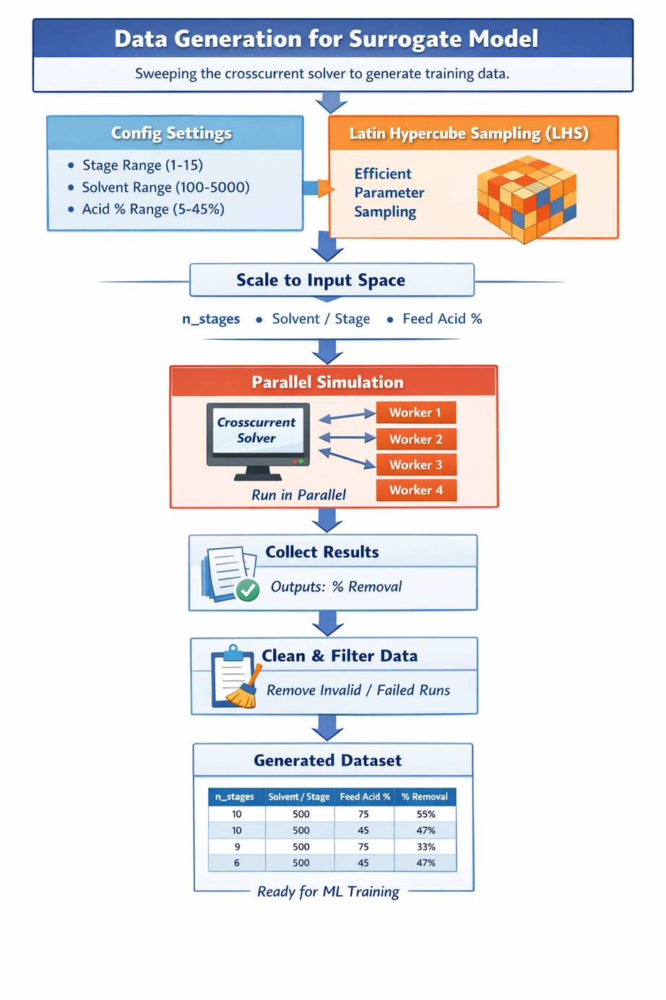 Data Generation for Surrogate Model
Sweeping the crosscurrent solver to generate training data.
Config Settings
• Stage Range (1-15)
• Solvent Range (100-5000)
• Acid % Range (5-45%)
Latin Hypercube Sampling (LHS)
Efficient
Parameter
Sampling
Scale to Input Space
n_stages • Solvent / Stage • Feed Acid %
Parallel Simulation
Crosscurrent
Solver
Worker 1
Worker 2
Worker 3
Worker 4
Run in Parallel
Collect Results
Outputs: % Removal
Clean & Filter Data
Remove Invalid / Failed Runs
Generated Dataset
n_stages Solvent / Stage Feed Acid % % Removal
10 500 75 55%
10 500 45 47%
9 500 75 33%
6 500 45 47%
Ready for ML Training